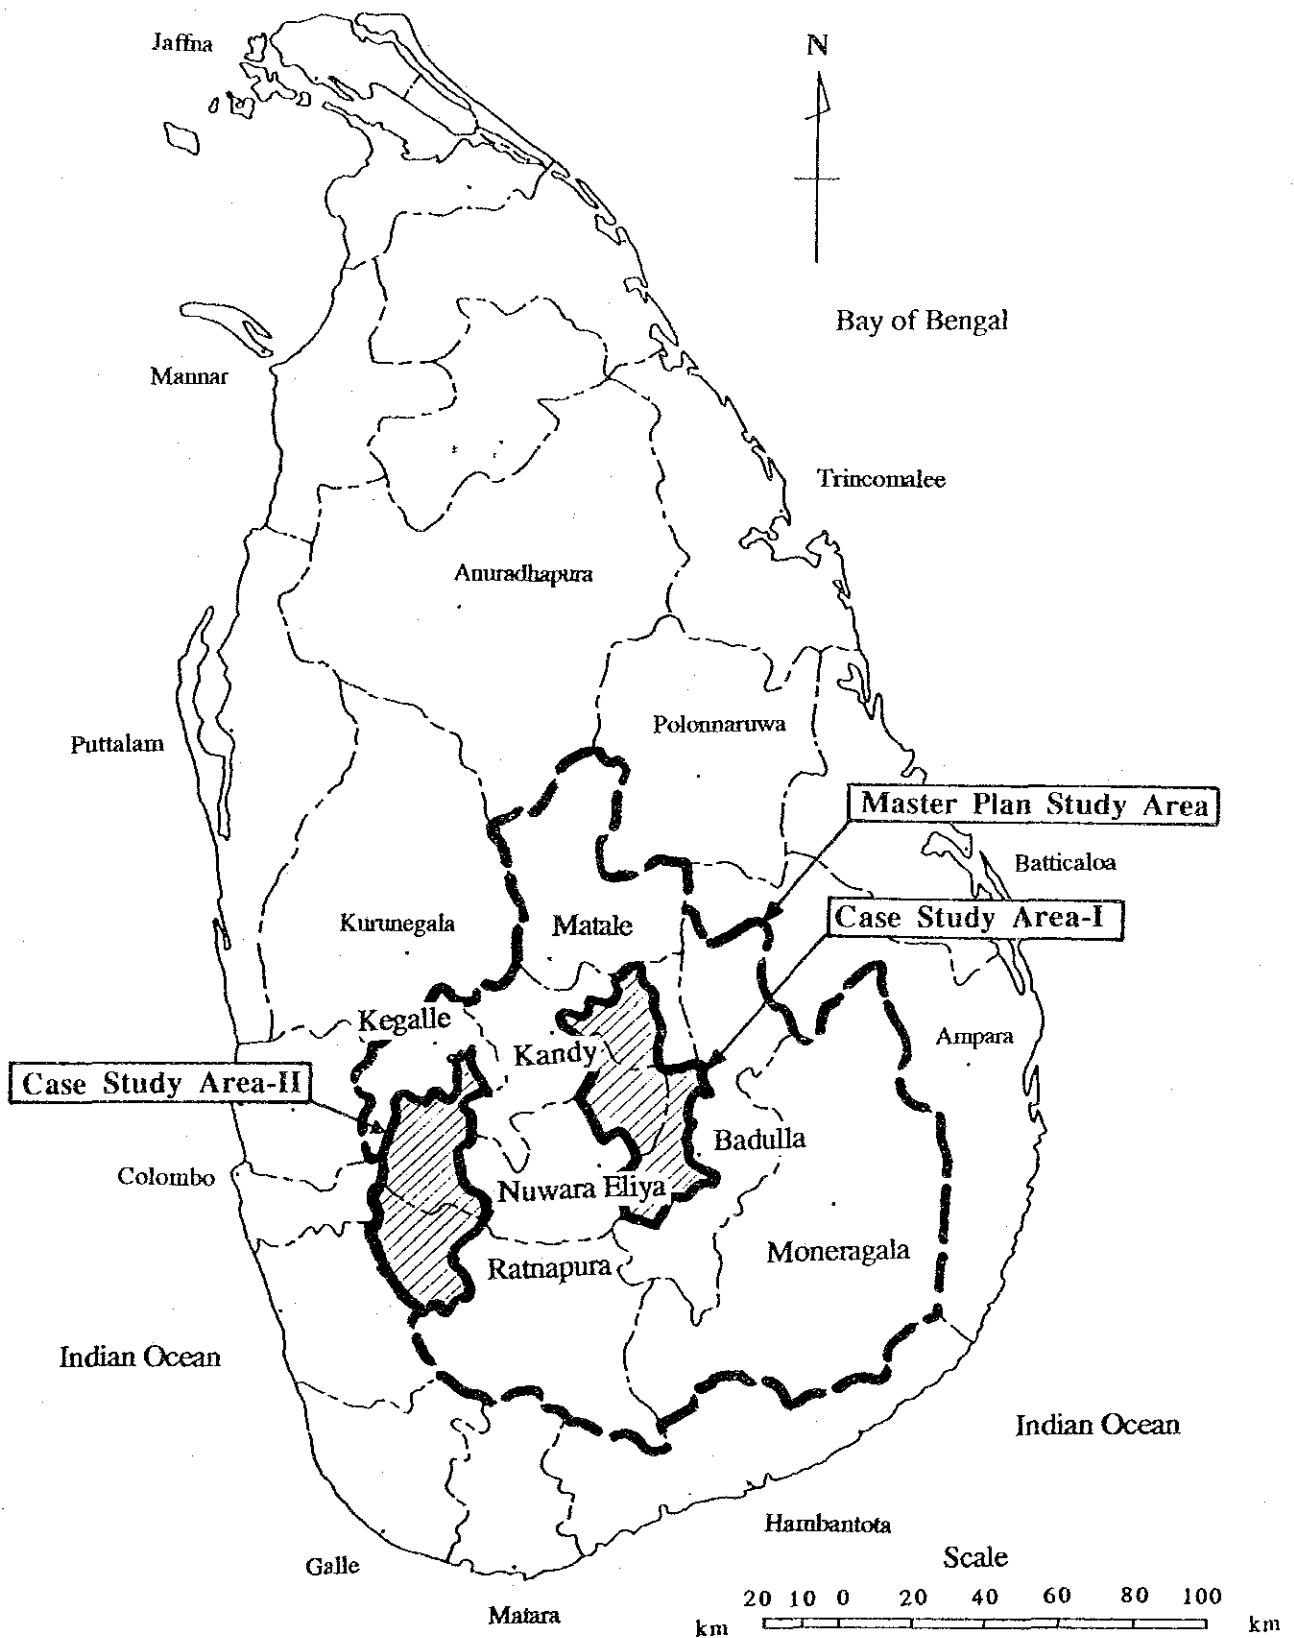 Jaffna
N
Bay of Bengal
Mannar
Trincomalee
Anuradhapura
Polonnaruwa
Puttalam
Master Plan Study Area
Batticaloa
Case Study Area-I
Kurunegala
Matale
Kegalle
Kandy
Ampara
Case Study Area-II
Badulla
Colombo
Nuwara Eliya
Moneragala
Ratnapura
Indian Ocean
Indian Ocean
Hambantota
Galle
Scale
Matara
20 10 0 20 40 60 80 100
km km